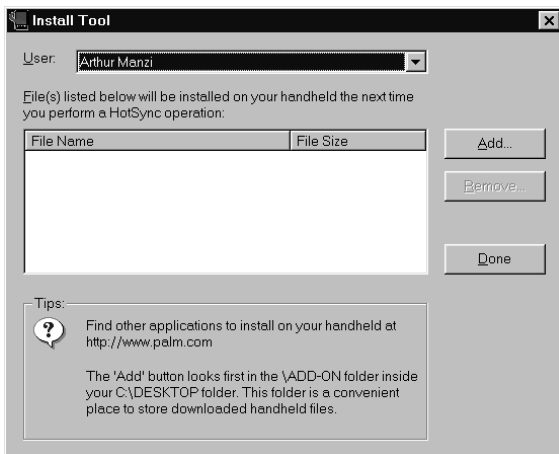 Install Tool
User: Arthur Manzi
File(s) listed below will be installed on your handheld the next time
you perform a HotSync operation:
File Name File Size
Add...
Remove...
Done
Tips:
Find other applications to install on your handheld at
http://www.palm.com
The 'Add' button looks first in the \ADD-ON folder inside
your C:\DESKTOP folder. This folder is a convenient
place to store downloaded handheld files.